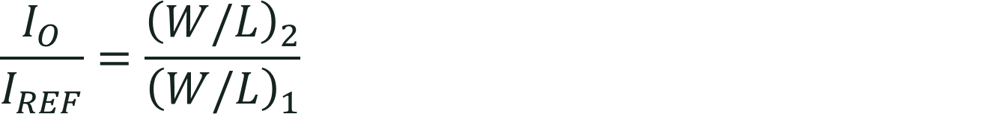 I_O / I_REF = (W/L)_2 / (W/L)_1